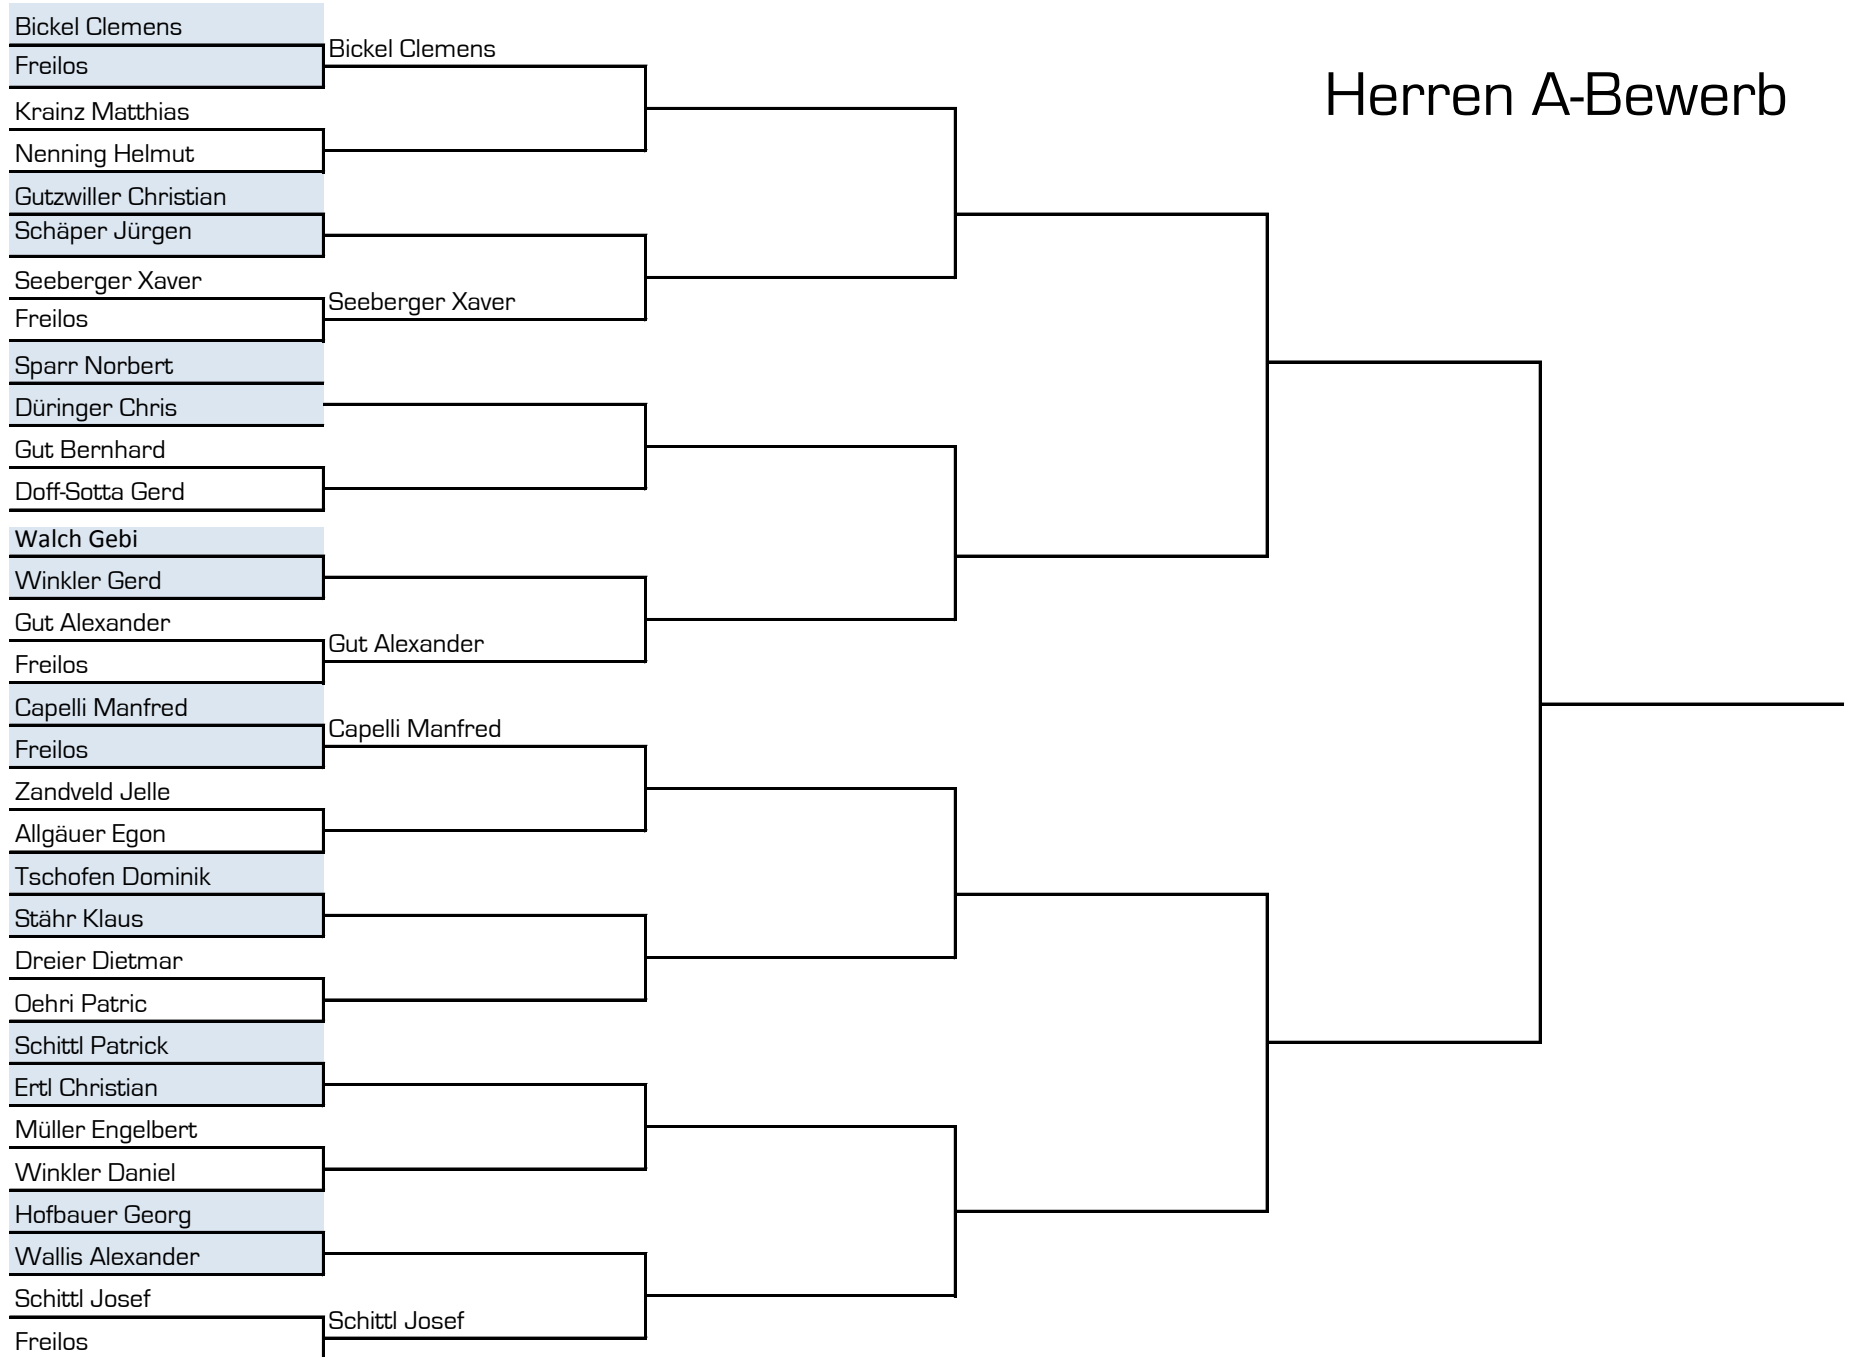 Bickel Clemens
Bickel Clemens
Freilos
Herren A-Bewerb
Krainz Matthias
Nenning Helmut
Gutzwiller Christian
Schäper Jürgen
Seeberger Xaver
Seeberger Xaver
Freilos
Sparr Norbert
Düringer Chris
Gut Bernhard
Doff-Sotta Gerd
Walch Gebi
Winkler Gerd
Gut Alexander
Gut Alexander
Freilos
Capelli Manfred
Capelli Manfred
Freilos
Zandveld Jelle
Allgäuer Egon
Tschofen Dominik
Stähr Klaus
Dreier Dietmar
Oehri Patric
Schittl Patrick
Ertl Christian
Müller Engelbert
Winkler Daniel
Hofbauer Georg
Wallis Alexander
Schittl Josef
Schittl Josef
Freilos